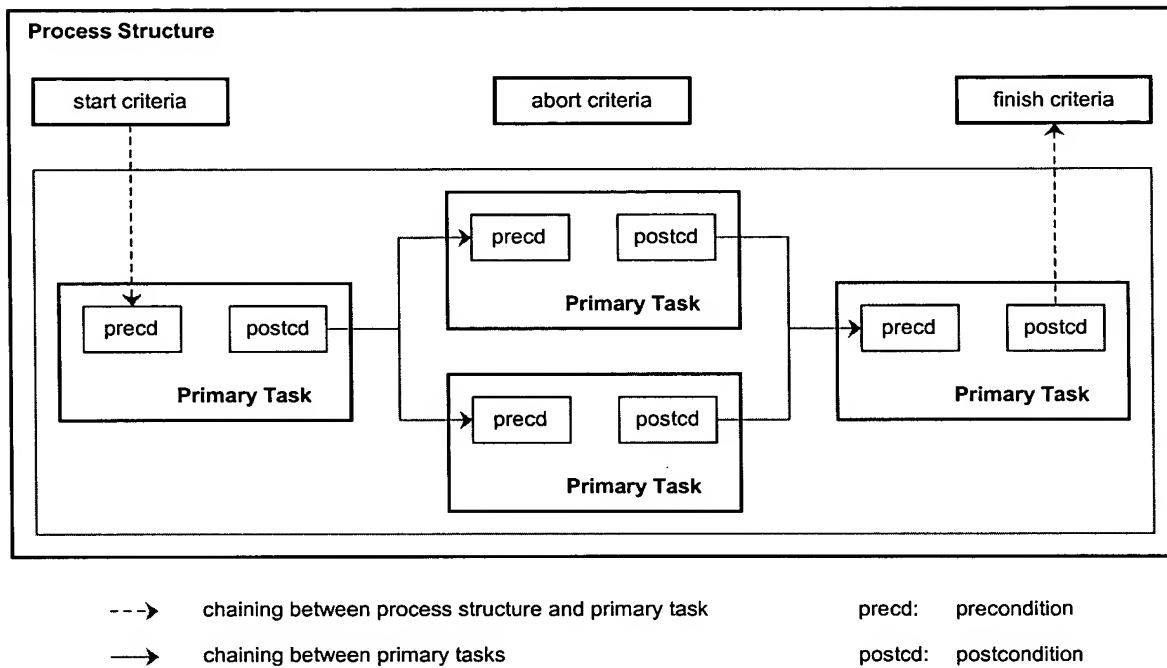 Process Structure
start criteria
abort criteria
finish criteria
precd
postcd
Primary Task
precd
postcd
Primary Task
precd
postcd
Primary Task
precd
postcd
Primary Task
chaining between process structure and primary task
precd: precondition
chaining between primary tasks
postcd: postcondition